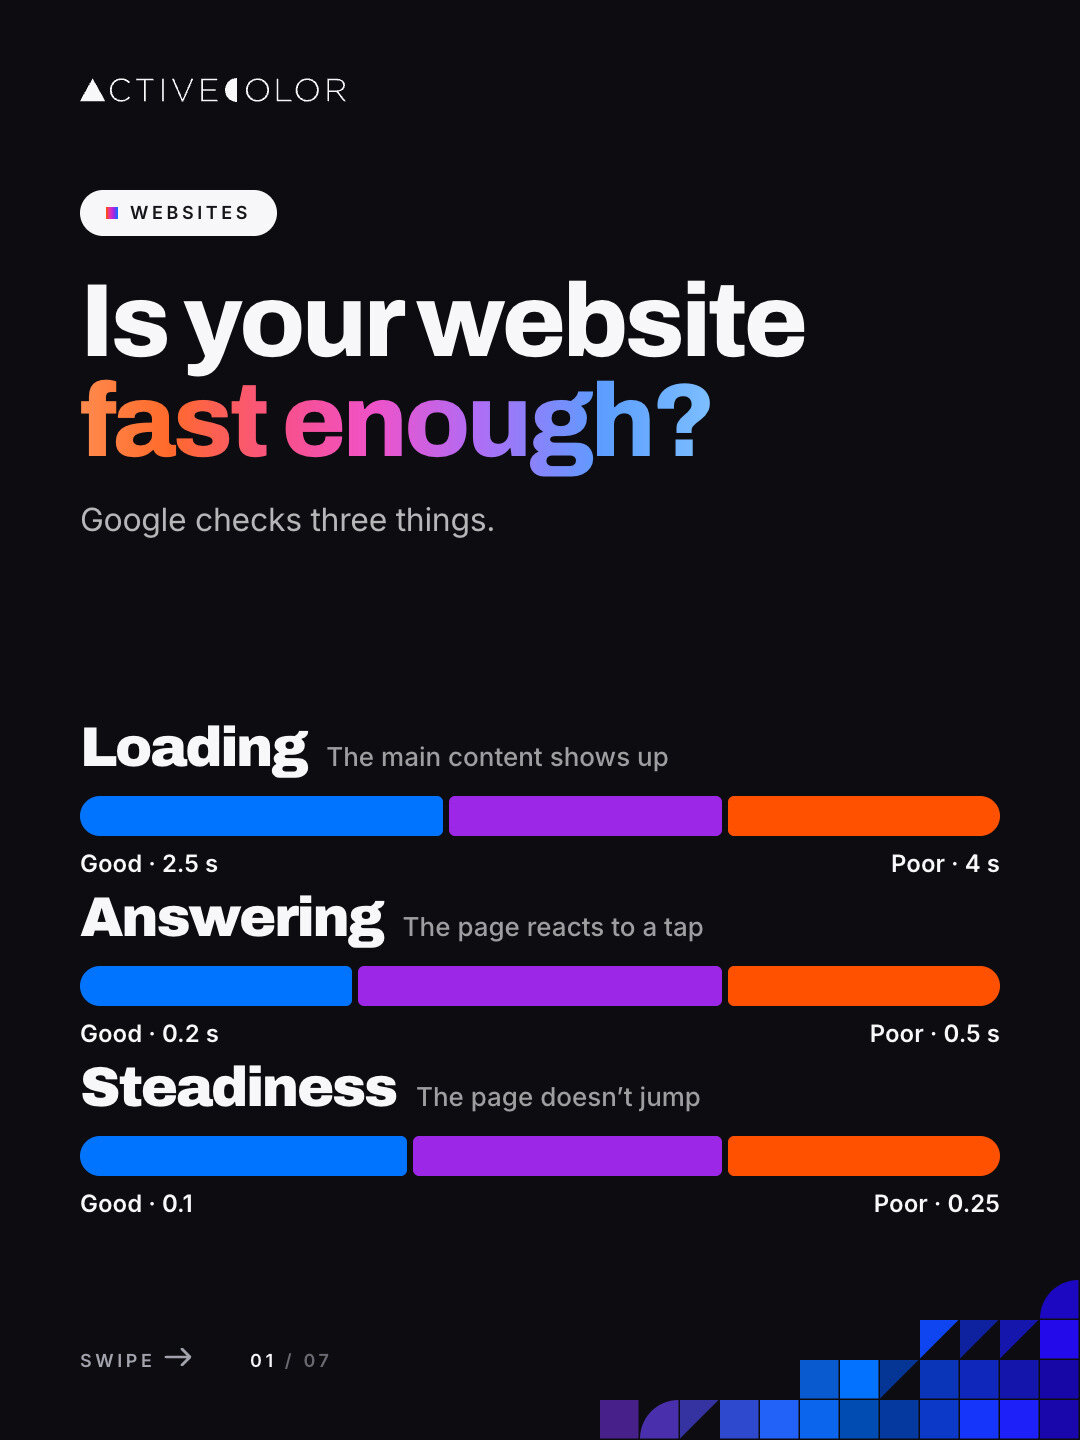 ACTIVECOLOR
WEBSITES
Is your website
fast enough?
Google checks three things.
Loading The main content shows up
Good · 2.5 s Poor · 4 s
Answering The page reacts to a tap
Good · 0.2 s Poor · 0.5 s
Steadiness The page doesn’t jump
Good · 0.1 Poor · 0.25
SWIPE → 01 / 07